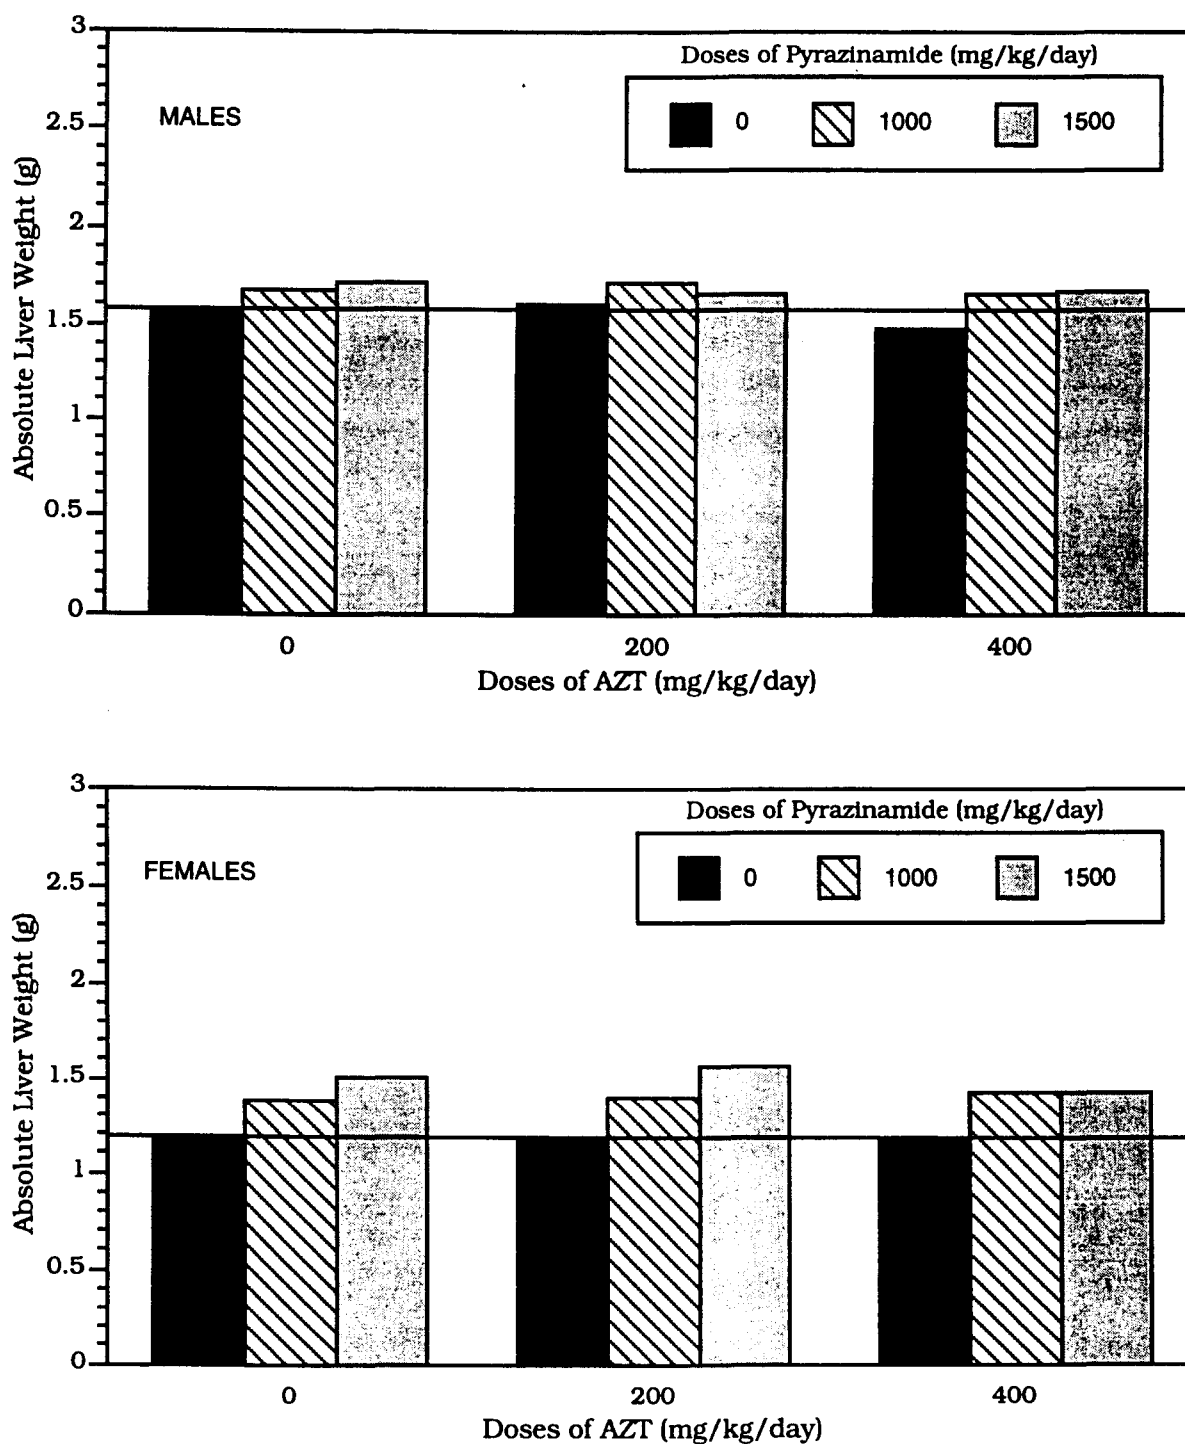 Doses of Pyrazinamide (mg/kg/day)
0 1000 1500
MALES
Absolute Liver Weight (g)
3
2.5
2
1.5
1
0.5
0
0 200 400
Doses of AZT (mg/kg/day)
Doses of Pyrazinamide (mg/kg/day)
0 1000 1500
FEMALES
Absolute Liver Weight (g)
3
2.5
2
1.5
1
0.5
0
0 200 400
Doses of AZT (mg/kg/day)